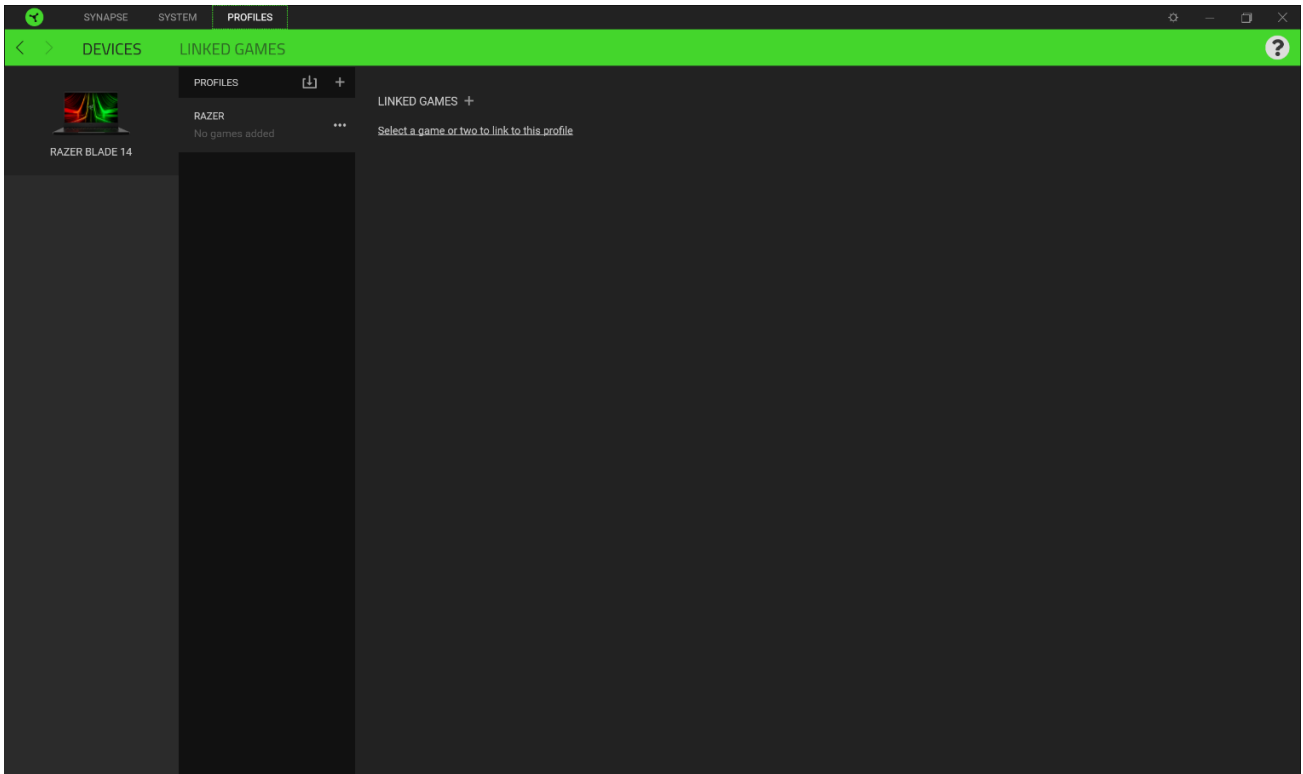 SYNAPSE SYSTEM PROFILES
DEVICES LINKED GAMES ?
RAZER BLADE 14
PROFILES
RAZER
No games added
LINKED GAMES
Select a game or two to link to this profile